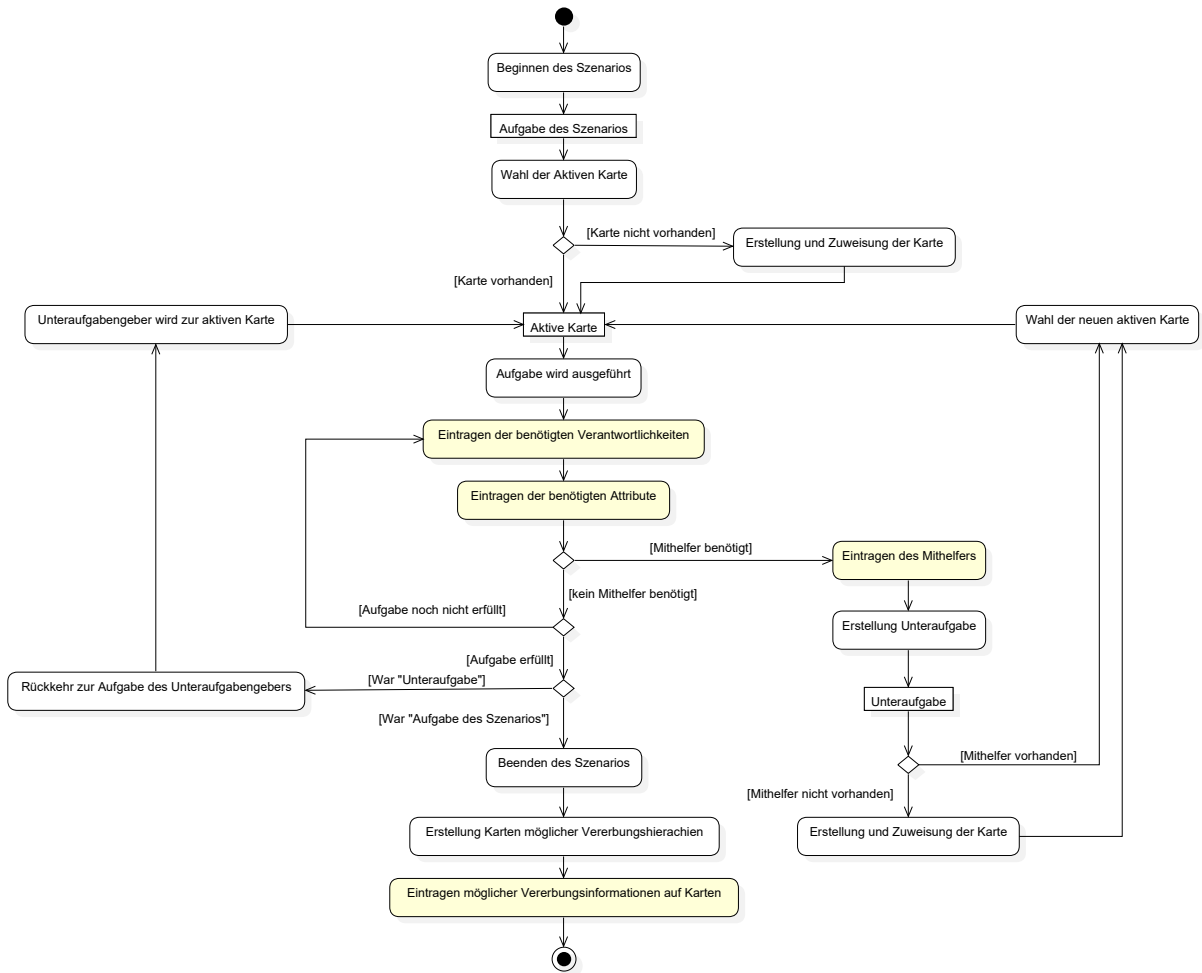 Beginnen des Szenarios
Aufgabe des Szenarios
Wahl der Aktiven Karte
[Karte nicht vorhanden]
Erstellung und Zuweisung der Karte
[Karte vorhanden]
Unteraufgabengeber wird zur aktiven Karte
Aktive Karte
Wahl der neuen aktiven Karte
Aufgabe wird ausgeführt
Eintragen der benötigten Verantwortlichkeiten
Eintragen der benötigten Attribute
[Mithelfer benötigt]
Eintragen des Mithelfers
[kein Mithelfer benötigt]
[Aufgabe noch nicht erfüllt]
Erstellung Unteraufgabe
[Aufgabe erfüllt]
[War "Unteraufgabe"]
Rückkehr zur Aufgabe des Unteraufgabengebers
Unteraufgabe
[War "Aufgabe des Szenarios"]
[Mithelfer vorhanden]
Beenden des Szenarios
[Mithelfer nicht vorhanden]
Erstellung Karten möglicher Vererbungshierachien
Erstellung und Zuweisung der Karte
Eintragen möglicher Vererbungsinformationen auf Karten